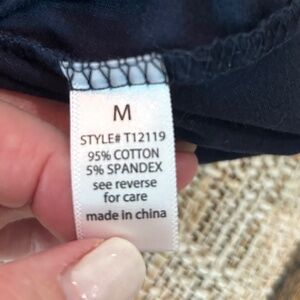 M
STYLE# T12119
95% COTTON
5% SPANDEX
see reverse
for care
made in china